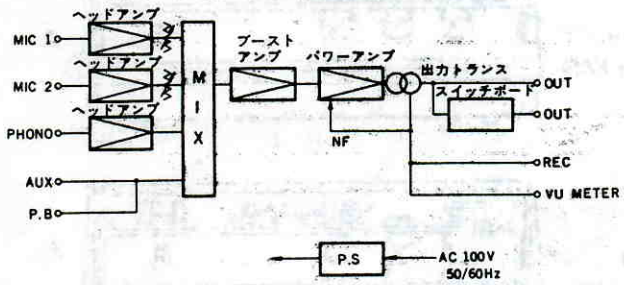 ヘッドアンプ
MIC 1
ヘッドアンプ
MIC 2
ヘッドアンプ
PHONO
AUX
P.B
M
I
X
ブースト
アンプ
パワーアンプ
出力トランス
スイッチボード
OUT
OUT
NF
REC
VU METER
P.S
AC 100V
50/60Hz